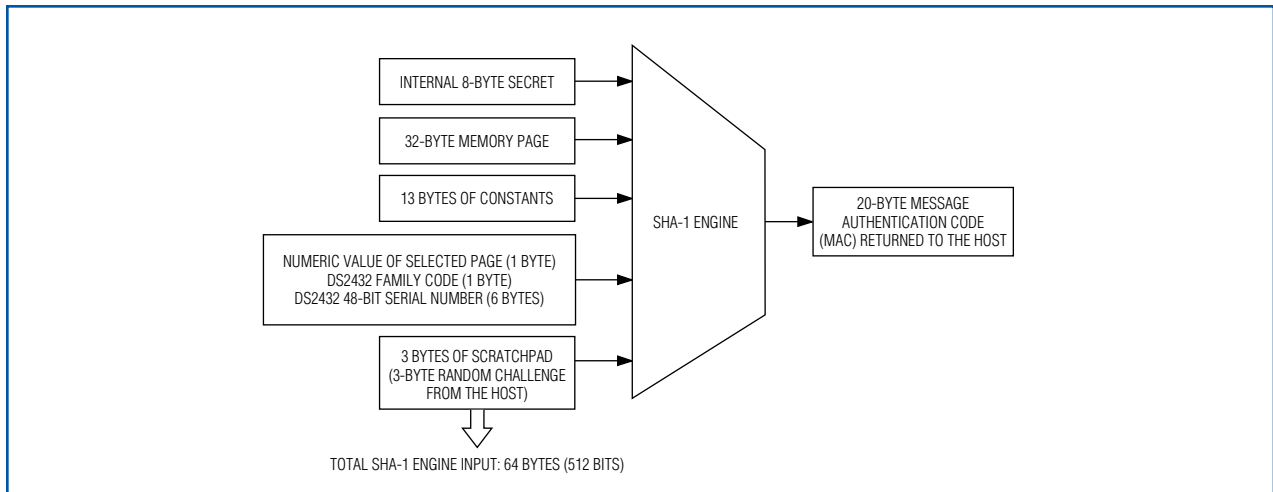 INTERNAL 8-BYTE SECRET
32-BYTE MEMORY PAGE
13 BYTES OF CONSTANTS
NUMERIC VALUE OF SELECTED PAGE (1 BYTE)
DS2432 FAMILY CODE (1 BYTE)
DS2432 48-BIT SERIAL NUMBER (6 BYTES)
3 BYTES OF SCRATCHPAD
(3-BYTE RANDOM CHALLENGE
FROM THE HOST)
TOTAL SHA-1 ENGINE INPUT: 64 BYTES (512 BITS)
SHA-1 ENGINE
20-BYTE MESSAGE
AUTHENTICATION CODE
(MAC) RETURNED TO THE HOST